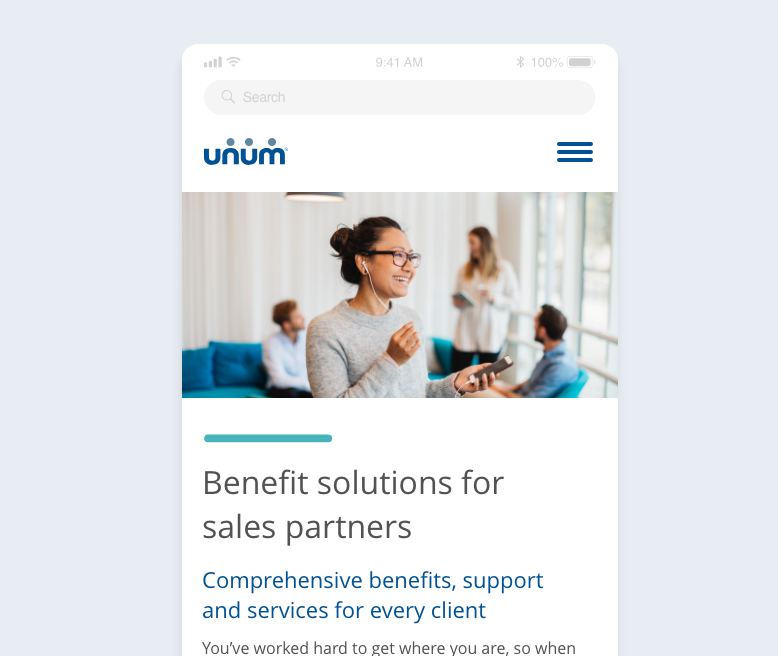 9:41 AM 100%
Search
unum
Benefit solutions for
sales partners
Comprehensive benefits, support
and services for every client
You’ve worked hard to get where you are, so when